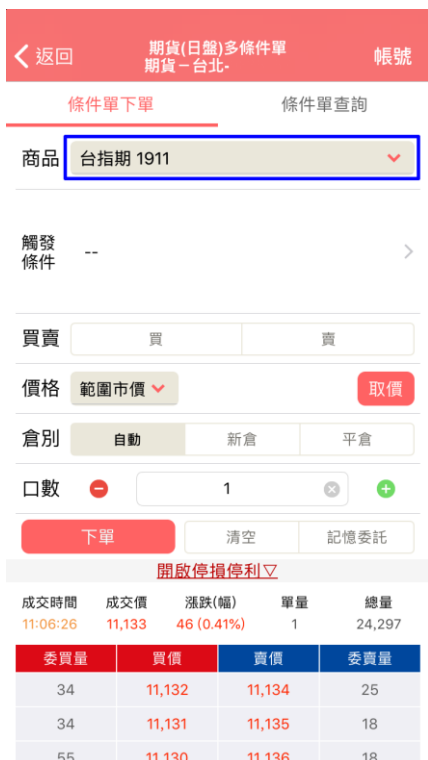 返回
期貨(日盤)多條件單
期貨－台北-
帳號
條件單下單 條件單查詢
商品 台指期 1911
觸發
條件 --
買賣 買 賣
價格 範圍市價 取價
倉別 自動 新倉 平倉
口數 1
下單 清空 記憶委託
開啟停損停利▽
成交時間 成交價 漲跌(幅) 單量 總量
11:06:26 11,133 46 (0.41%) 1 24,297
委買量 買價 賣價 委賣量
34 11,132 11,134 25
34 11,131 11,135 18
55 11,130 11,136 18